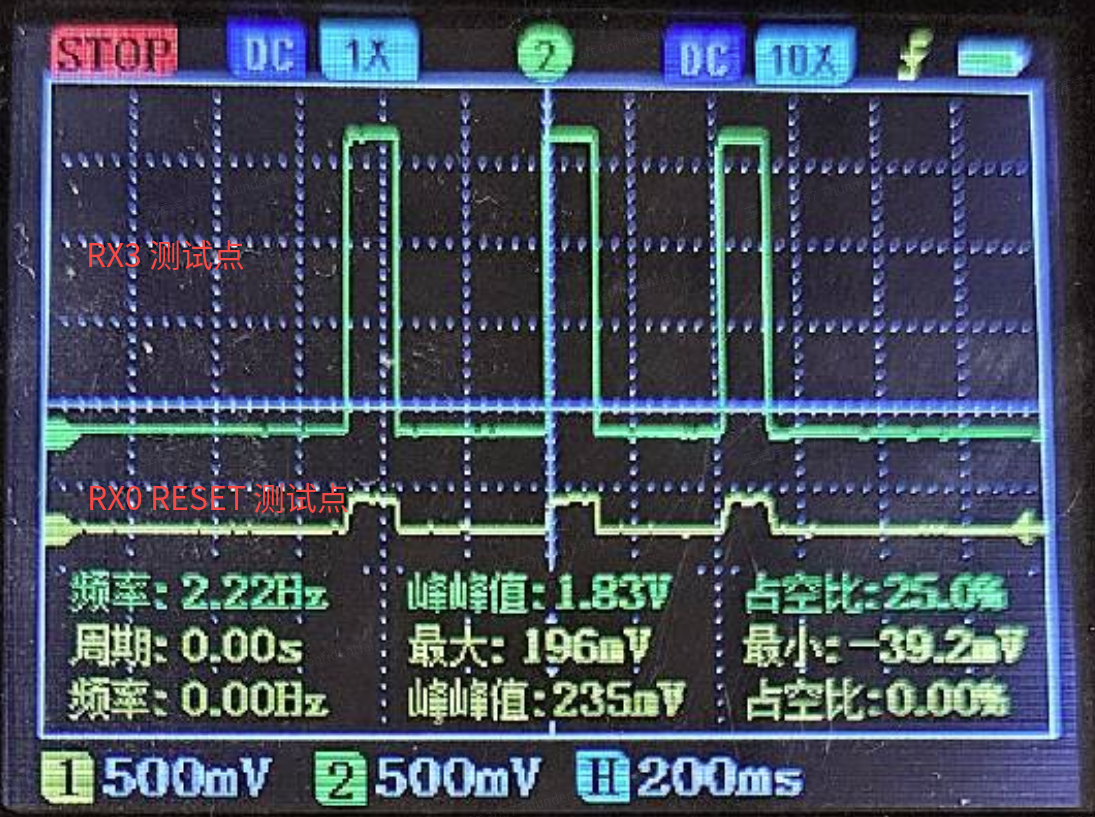 STOP DC 1X 2 DC 10X
RX3 测试点
RX0 RESET 测试点
频率:2.22Hz 峰峰值:1.83V 占空比:25.0%
周期:0.00s 最大:196mV 最小:-39.2mV
频率:0.00Hz 峰峰值:235mV 占空比:0.00%
1 500mV 2 500mV H 200ms